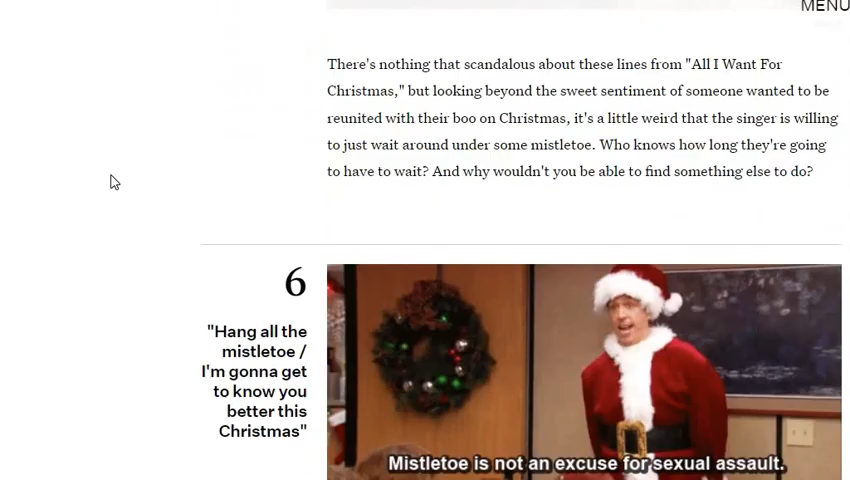 MENU
There's nothing that scandalous about these lines from "All I Want For
Christmas," but looking beyond the sweet sentiment of someone wanted to be
reunited with their boo on Christmas, it's a little weird that the singer is willing
to just wait around under some mistletoe. Who knows how long they're going
to have to wait? And why wouldn't you be able to find something else to do?
6
"Hang all the
mistletoe /
I'm gonna get
to know you
better this
Christmas"
Mistletoe is not an excuse for sexual assault.